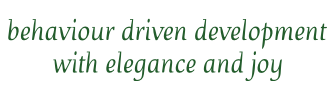 behaviour driven development
with elegance and joy